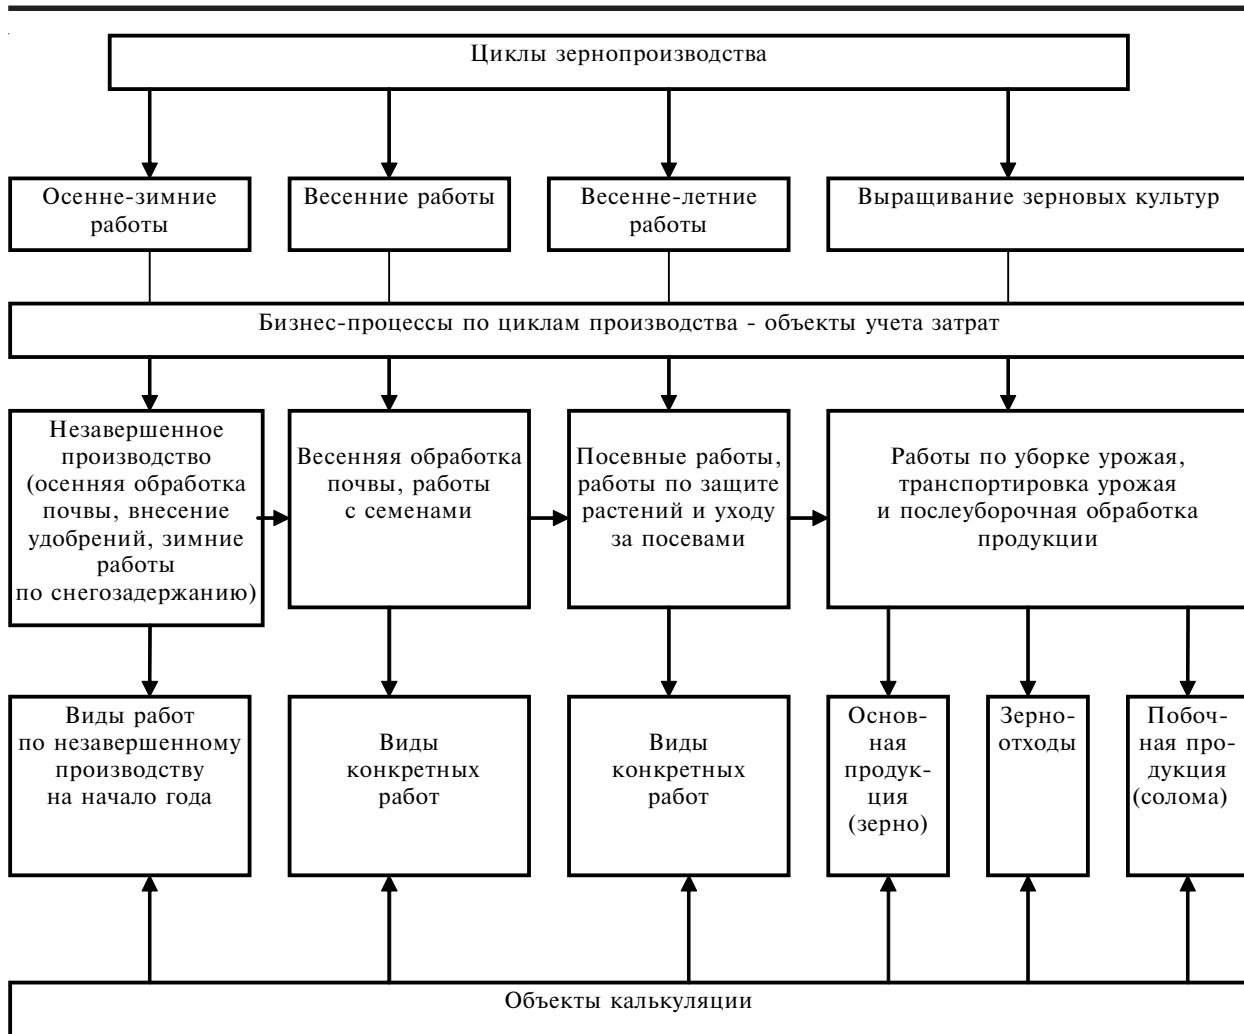 Циклы зернопроизводства
Осенне-зимние
работы
Весенние работы
Весенне-летние
работы
Выращивание зерновых культур
Бизнес-процессы по циклам производства - объекты учета затрат
Незавершенное
производство
(осенняя обработка
почвы, внесение
удобрений, зимние
работы
по снегозадержанию)
Весенняя обработка
почвы, работы
с семенами
Посевные работы,
работы по защите
растений и уходу
за посевами
Работы по уборке урожая,
транспортировка урожая
и послеуборочная обработка
продукции
Виды работ
по незавершенному
производству
на начало года
Виды
конкретных
работ
Виды
конкретных
работ
Основ-
ная
продук-
ция
(зерно)
Зерно-
отходы
Побоч-
ная про-
дукция
(солома)
Объекты калькуляции